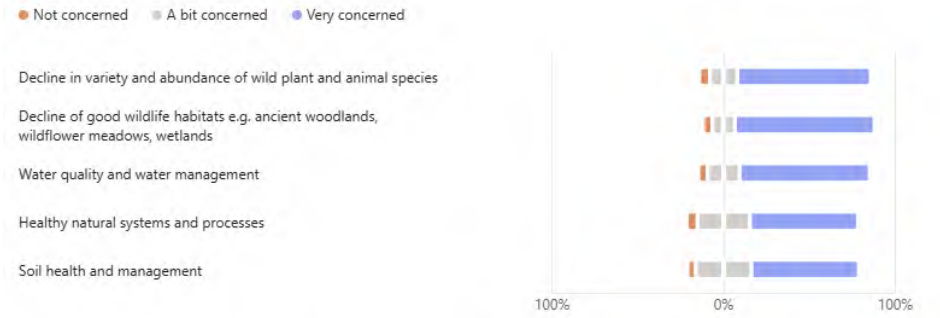 Not concerned A bit concerned Very concerned
Decline in variety and abundance of wild plant and animal species
Decline of good wildlife habitats e.g. ancient woodlands,
wildflower meadows, wetlands
Water quality and water management
Healthy natural systems and processes
Soil health and management
100% 0% 100%